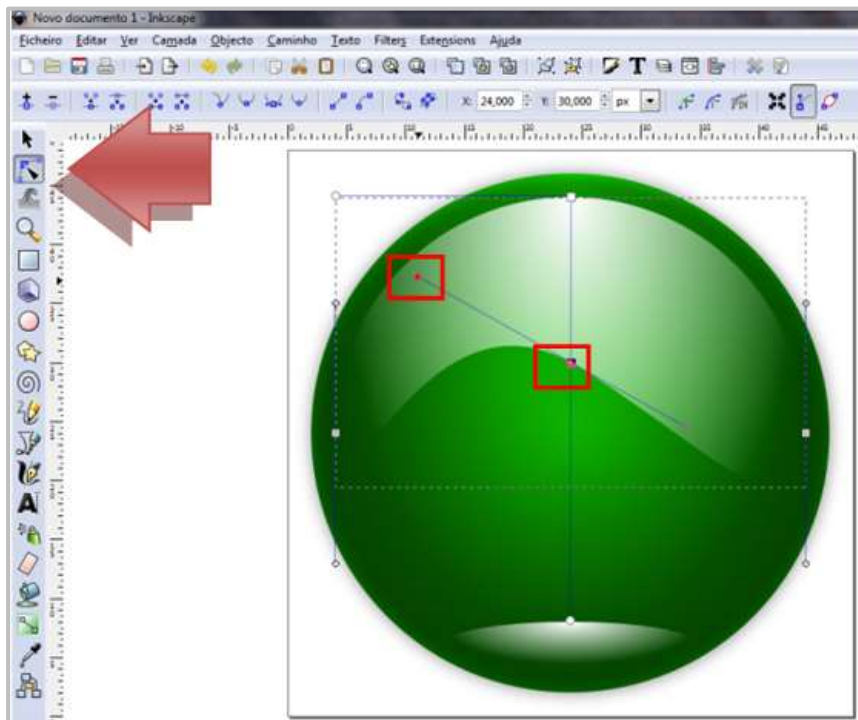 Novo documento 1 - Inkscape
Ficheiro Editar Ver Camada Objecto Caminho Texto Filters Extensions Ajuda
X: 24,000 Y: 30,000 px